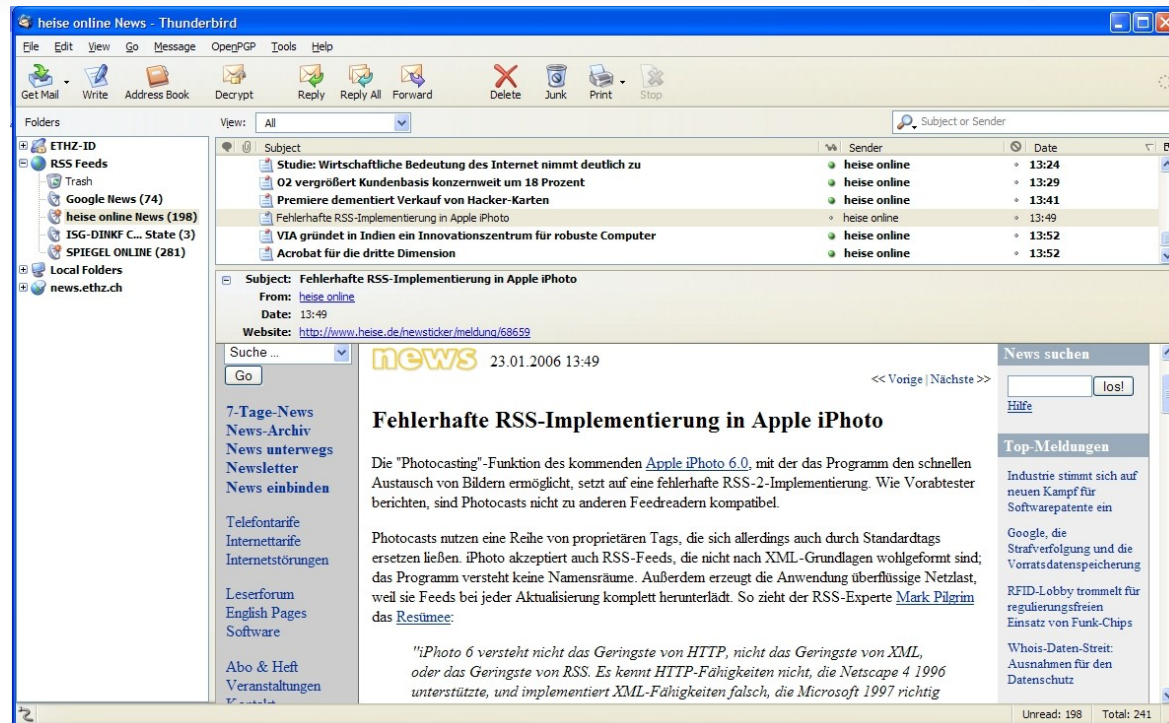 heise online News - Thunderbird
File Edit View Go Message OpenPGP Tools Help
Get Mail Write Address Book Decrypt Reply Reply All Forward Delete Junk Print Stop
Folders
View: All
Subject or Sender
ETHZ-ID
RSS Feeds
Trash
Google News (74)
heise online News (198)
ISG-DINKF C... State (3)
SPIEGEL ONLINE (281)
Local Folders
news.ethz.ch
Subject Sender Date
Studie: Wirtschaftliche Bedeutung des Internet nimmt deutlich zu heise online 13:24
O2 vergrößert Kundenbasis konzernweit um 18 Prozent heise online 13:29
Premiere dementiert Verkauf von Hacker-Karten heise online 13:41
Fehlerhafte RSS-Implementierung in Apple iPhoto heise online 13:49
VIA gründet in Indien ein Innovationszentrum für robuste Computer heise online 13:52
Acrobat für die dritte Dimension heise online 13:52
Subject: Fehlerhafte RSS-Implementierung in Apple iPhoto
From: heise online
Date: 13:49
Website: http://www.heise.de/newsticker/meldung/68659
Suche ...
Go
7-Tage-News
News-Archiv
News unterwegs
Newsletter
News einbinden
Telefontarife
Internettarife
Internetstörungen
Leserforum
English Pages
Software
Abo & Heft
Veranstaltungen
news 23.01.2006 13:49
<< Vorige | Nächste >>
Fehlerhafte RSS-Implementierung in Apple iPhoto
Die "Photocasting"-Funktion des kommenden Apple iPhoto 6.0, mit der das Programm den schnellen
Austausch von Bildern ermöglicht, setzt auf eine fehlerhafte RSS-2-Implementierung. Wie Vorabtester
berichten, sind Photocasts nicht zu anderen Feedreadern kompatibel.
Photocasts nutzen eine Reihe von proprietären Tags, die sich allerdings auch durch Standardtags
ersetzen ließen. iPhoto akzeptiert auch RSS-Feeds, die nicht nach XML-Grundlagen wohlgeformt sind;
das Programm versteht keine Namensräume. Außerdem erzeugt die Anwendung überflüssige Netzlast,
weil sie Feeds bei jeder Aktualisierung komplett herunterlädt. So zieht der RSS-Experte Mark Pilgrim
das Resümee:
"iPhoto 6 versteht nicht das Geringste von HTTP, nicht das Geringste von XML,
oder das Geringste von RSS. Es kennt HTTP-Fähigkeiten nicht, die Netscape 4 1996
unterstützte, und implementiert XML-Fähigkeiten falsch, die Microsoft 1997 richtig
News suchen
los!
Hilfe
Top-Meldungen
Industrie stimmt sich auf
neuen Kampf für
Softwarepatente ein
Google, die
Strafverfolgung und die
Vorratsdatenspeicherung
RFID-Lobby trommelt für
regulierungsfreien
Einsatz von Funk-Chips
Whois-Daten-Streit:
Ausnahmen für den
Datenschutz
Unread: 198 Total: 241